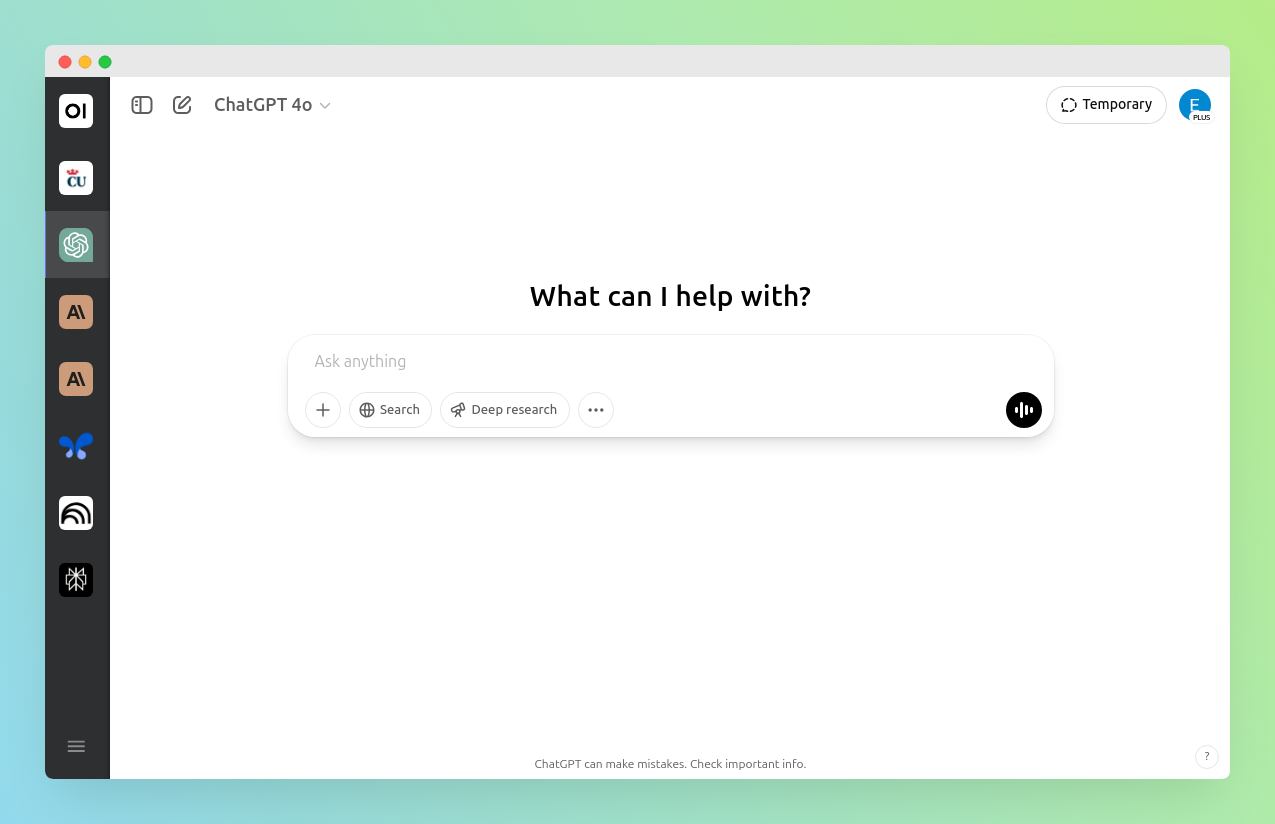 OI
CU
A\
A\
ChatGPT 4o
Temporary
E
PLUS
What can I help with?
Ask anything
Search
Deep research
ChatGPT can make mistakes. Check important info.
?